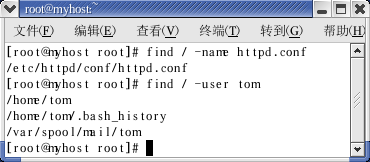 root@myhost:~
文件(F) 编辑(E) 查看(V) 终端(T) 转到(G) 帮助(H)
[root@myhost root]# find / -name httpd.conf
/etc/httpd/conf/httpd.conf
[root@myhost root]# find / -user tom
/home/tom
/home/tom/.bash_history
/var/spool/mail/tom
[root@myhost root]#